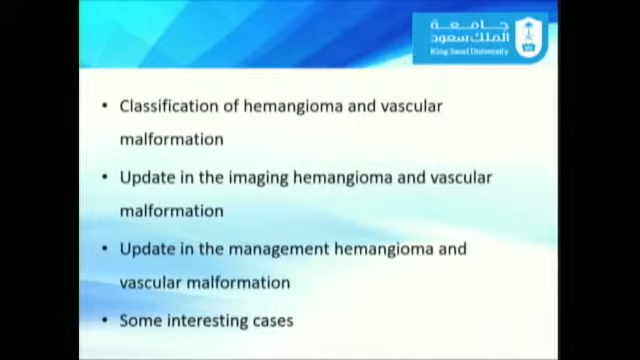 جامعة
الملك سعود
King Saud University
• Classification of hemangioma and vascular
malformation
• Update in the imaging hemangioma and vascular
malformation
• Update in the management hemangioma and
vascular malformation
• Some interesting cases